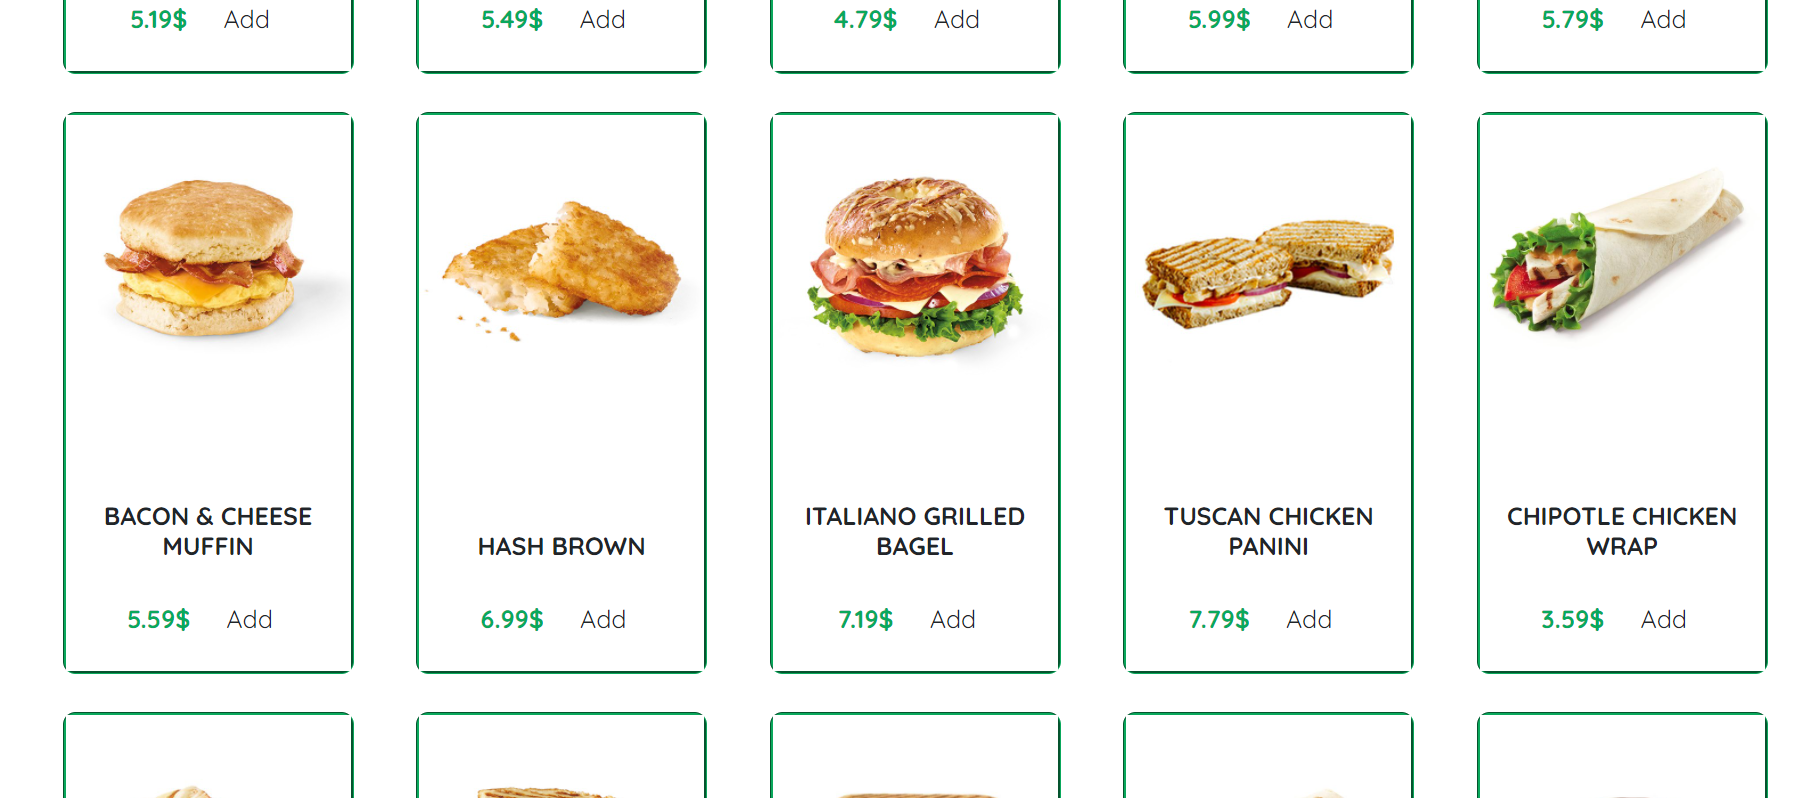 5.19$ Add
5.49$ Add
4.79$ Add
5.99$ Add
5.79$ Add
BACON & CHEESE
MUFFIN
5.59$ Add
HASH BROWN
6.99$ Add
ITALIANO GRILLED
BAGEL
7.19$ Add
TUSCAN CHICKEN
PANINI
7.79$ Add
CHIPOTLE CHICKEN
WRAP
3.59$ Add